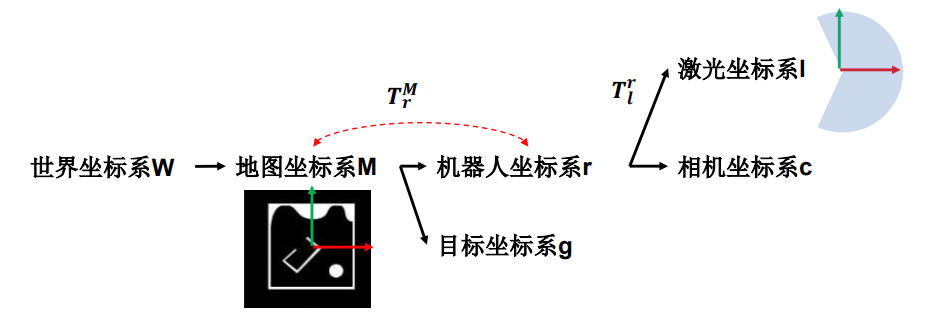 激光坐标系l
T_r^M
T_l^r
世界坐标系W
地图坐标系M
机器人坐标系r
相机坐标系c
目标坐标系g